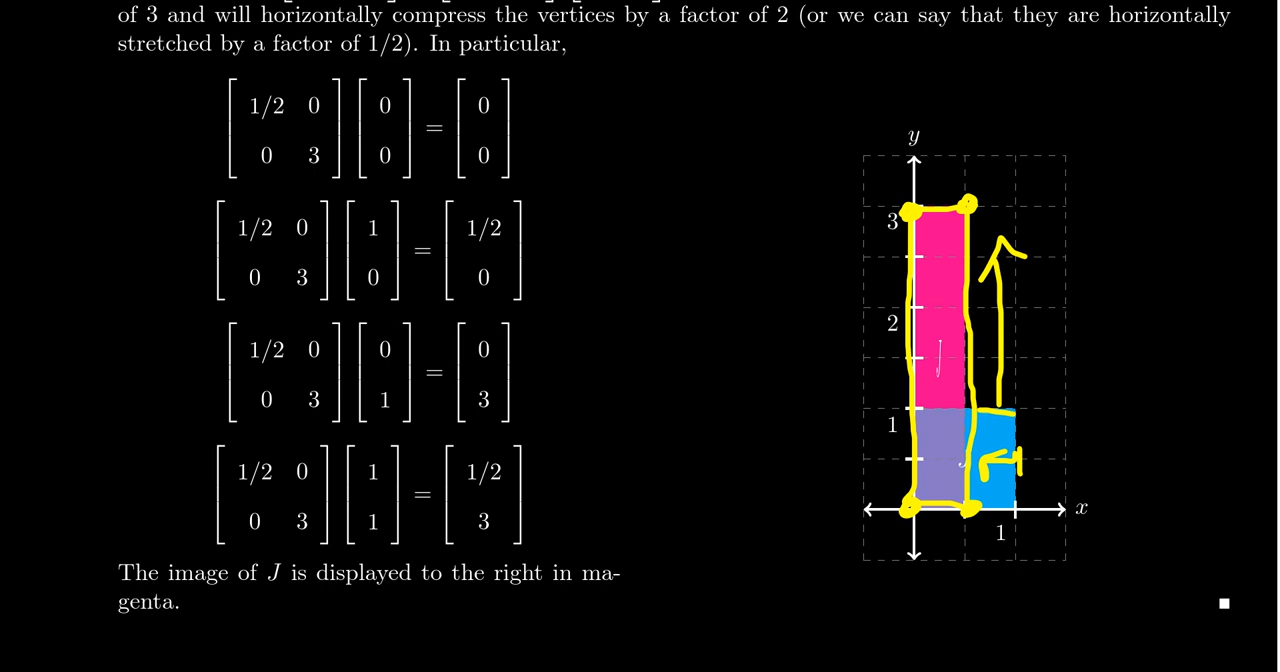 of 3 and will horizontally compress the vertices by a factor of 2 (or we can say that they are horizontally
stretched by a factor of 1/2). In particular,
[ 1/2 0 ; 0 3 ] [ 0 ; 0 ] = [ 0 ; 0 ]
[ 1/2 0 ; 0 3 ] [ 1 ; 0 ] = [ 1/2 ; 0 ]
[ 1/2 0 ; 0 3 ] [ 0 ; 1 ] = [ 0 ; 3 ]
[ 1/2 0 ; 0 3 ] [ 1 ; 1 ] = [ 1/2 ; 3 ]
The image of J is displayed to the right in ma-
genta.
y
3
2
J
1
x
1